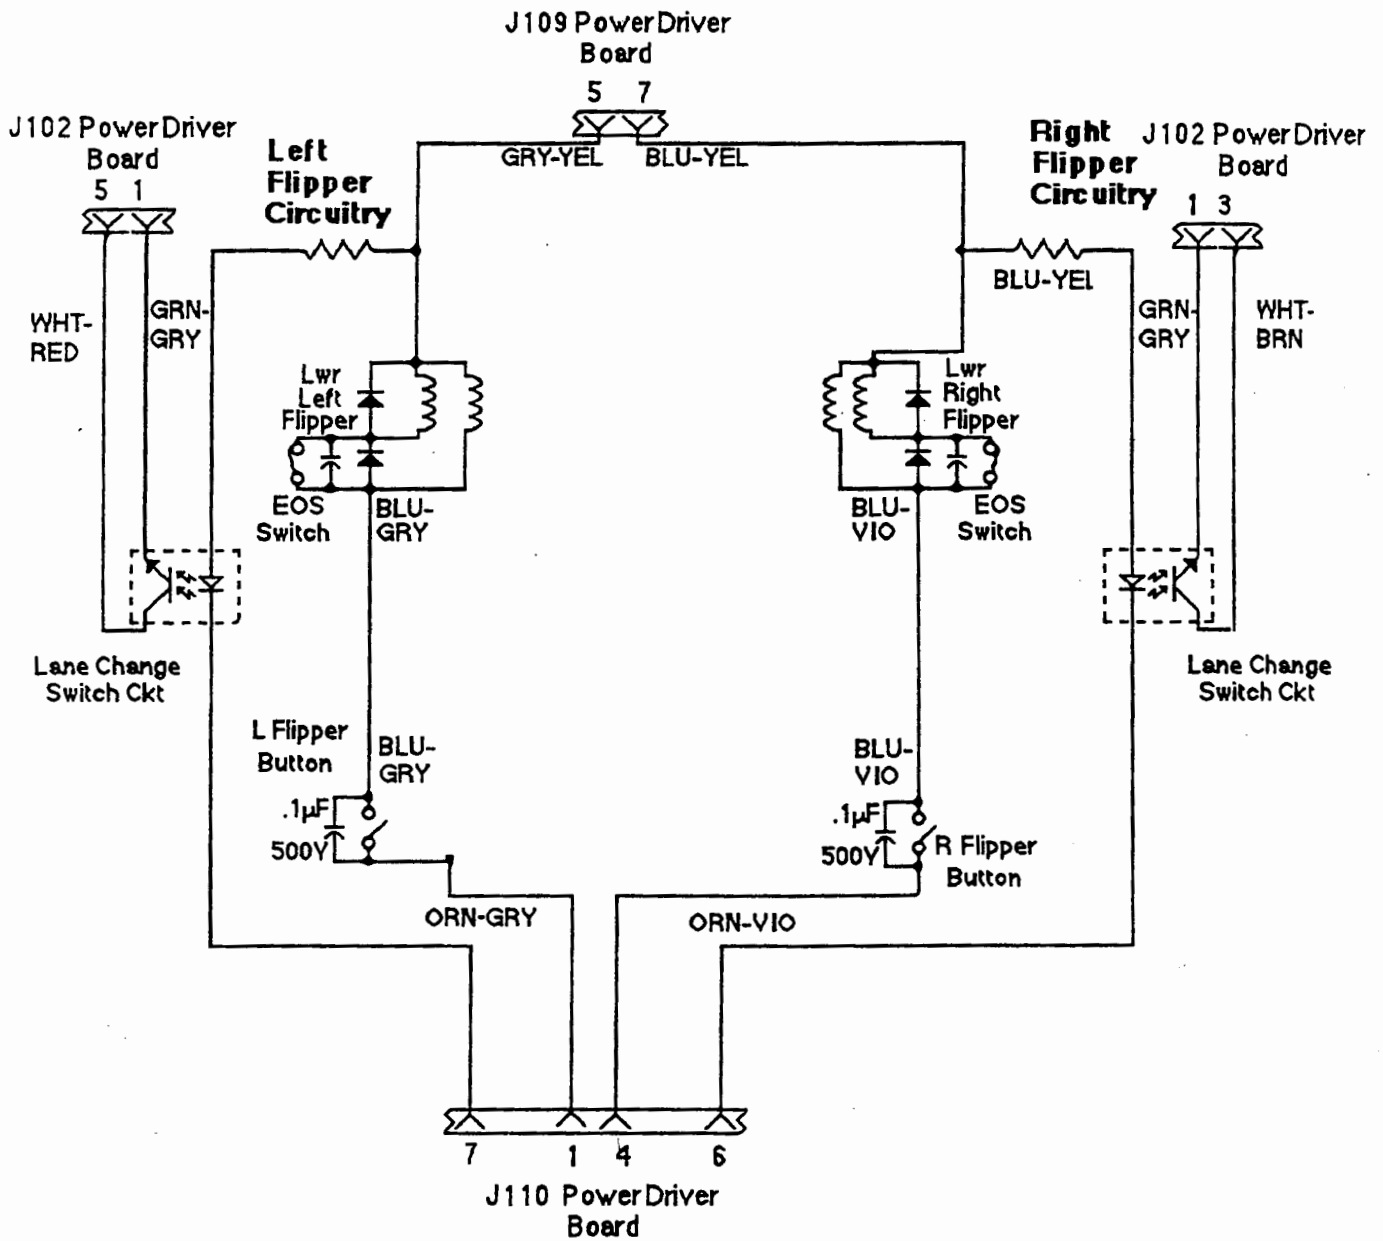 J109 Power Driver
Board
5 7
GRY-YEL BLU-YEL
J102 Power Driver
Board
5 1
Left
Flipper
Circuitry
Right
Flipper
Circuitry
J102 Power Driver
Board
1 3
WHT-
RED
GRN-
GRY
BLU-YEL
GRN-
GRY
WHT-
BRN
Lwr
Left
Flipper
EOS
Switch
BLU-
GRY
Lwr
Right
Flipper
BLU-
VIO
EOS
Switch
Lane Change
Switch Ckt
Lane Change
Switch Ckt
L Flipper
Button
BLU-
GRY
.1µF
500V
BLU-
VIO
.1µF
500V
R Flipper
Button
ORN-GRY
ORN-VIO
7 1 4 6
J110 Power Driver
Board